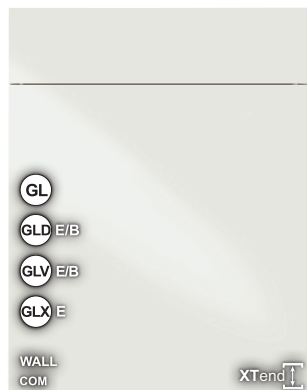 GL
GLD E/B
GLV E/B
GLX E
WALL
COM
XTend